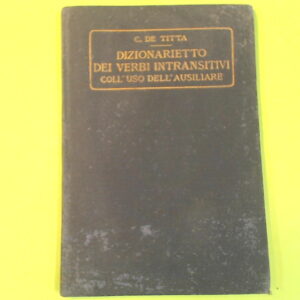 C. DE TITTA
DIZIONARIETTO
DEI VERBI INTRANSITIVI
COLL'USO DELL'AUSILIARE